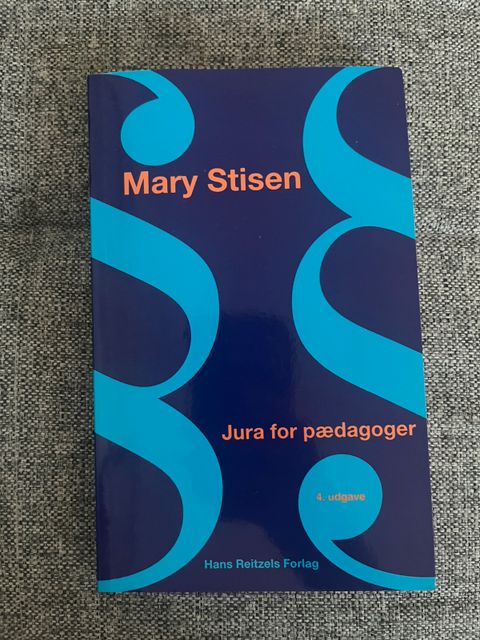 Mary Stisen
Jura for pædagoger
4. udgave
Hans Reitzels Forlag